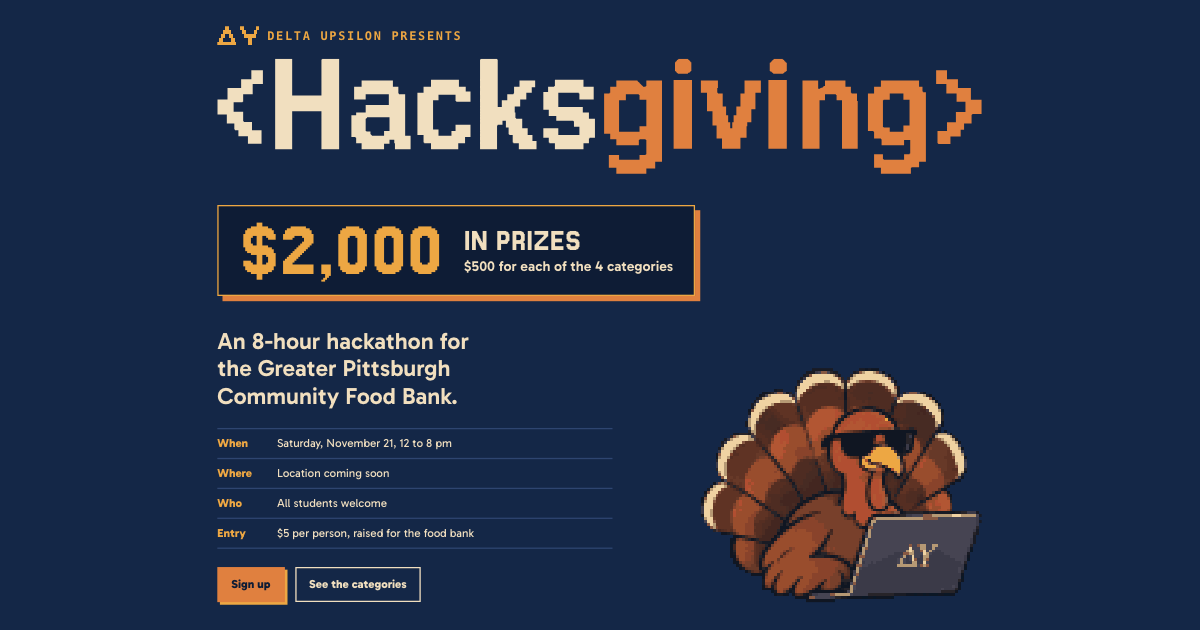 ΔΥ DELTA UPSILON PRESENTS
<Hacksgiving>
$2,000
IN PRIZES
$500 for each of the 4 categories
An 8-hour hackathon for
the Greater Pittsburgh
Community Food Bank.
When Saturday, November 21, 12 to 8 pm
Where Location coming soon
Who All students welcome
Entry $5 per person, raised for the food bank
Sign up
See the categories
ΔΥ